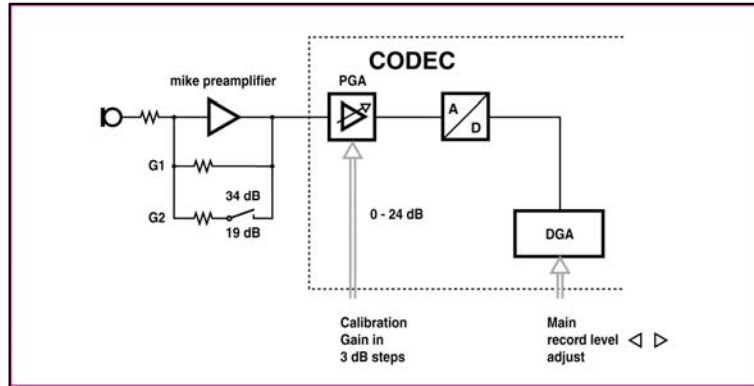 CODEC
mike preamplifier
PGA
A
D
G1
34 dB
G2
19 dB
0 - 24 dB
DGA
Calibration
Gain in
3 dB steps
Main
record level
adjust